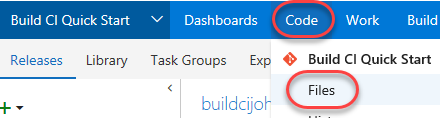 Build CI Quick Start Dashboards Code Work Build
Releases Library Task Groups Exp
Build CI Quick Start
Files
buildcijoh